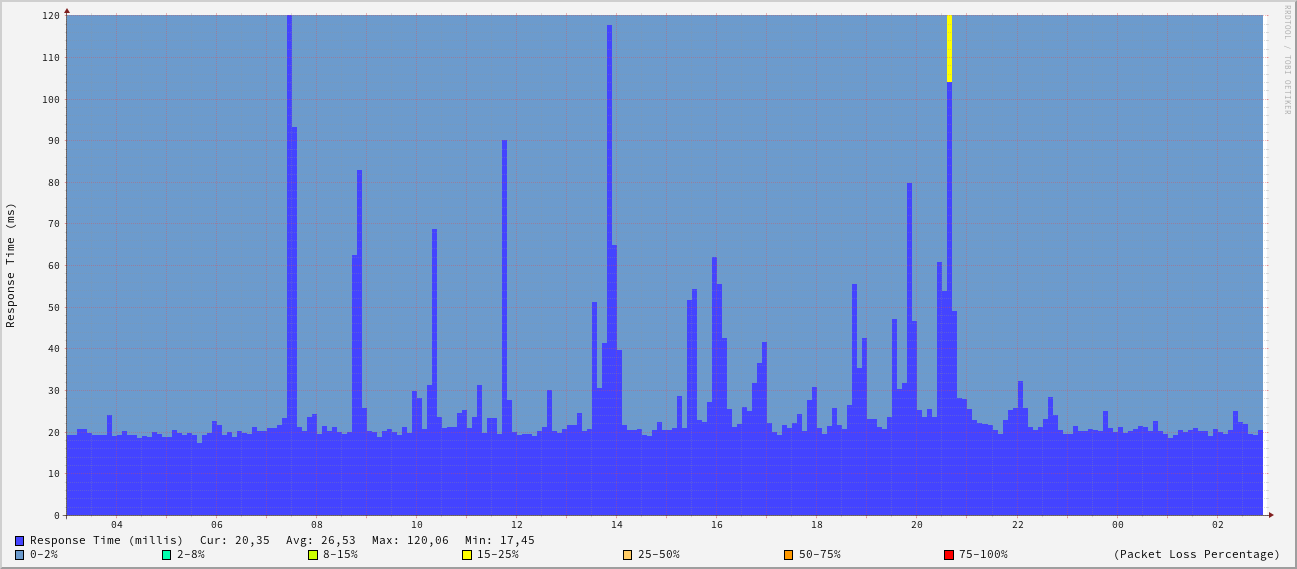 120
110
100
90
80
70
60
50
40
30
20
10
0
Response Time (ms)
04 06 08 10 12 14 16 18 20 22 00 02
RRDTOOL / TOBI OETIKER
Response Time (millis) Cur: 20,35 Avg: 26,53 Max: 120,06 Min: 17,45
0-2% 2-8% 8-15% 15-25% 25-50% 50-75% 75-100% (Packet Loss Percentage)